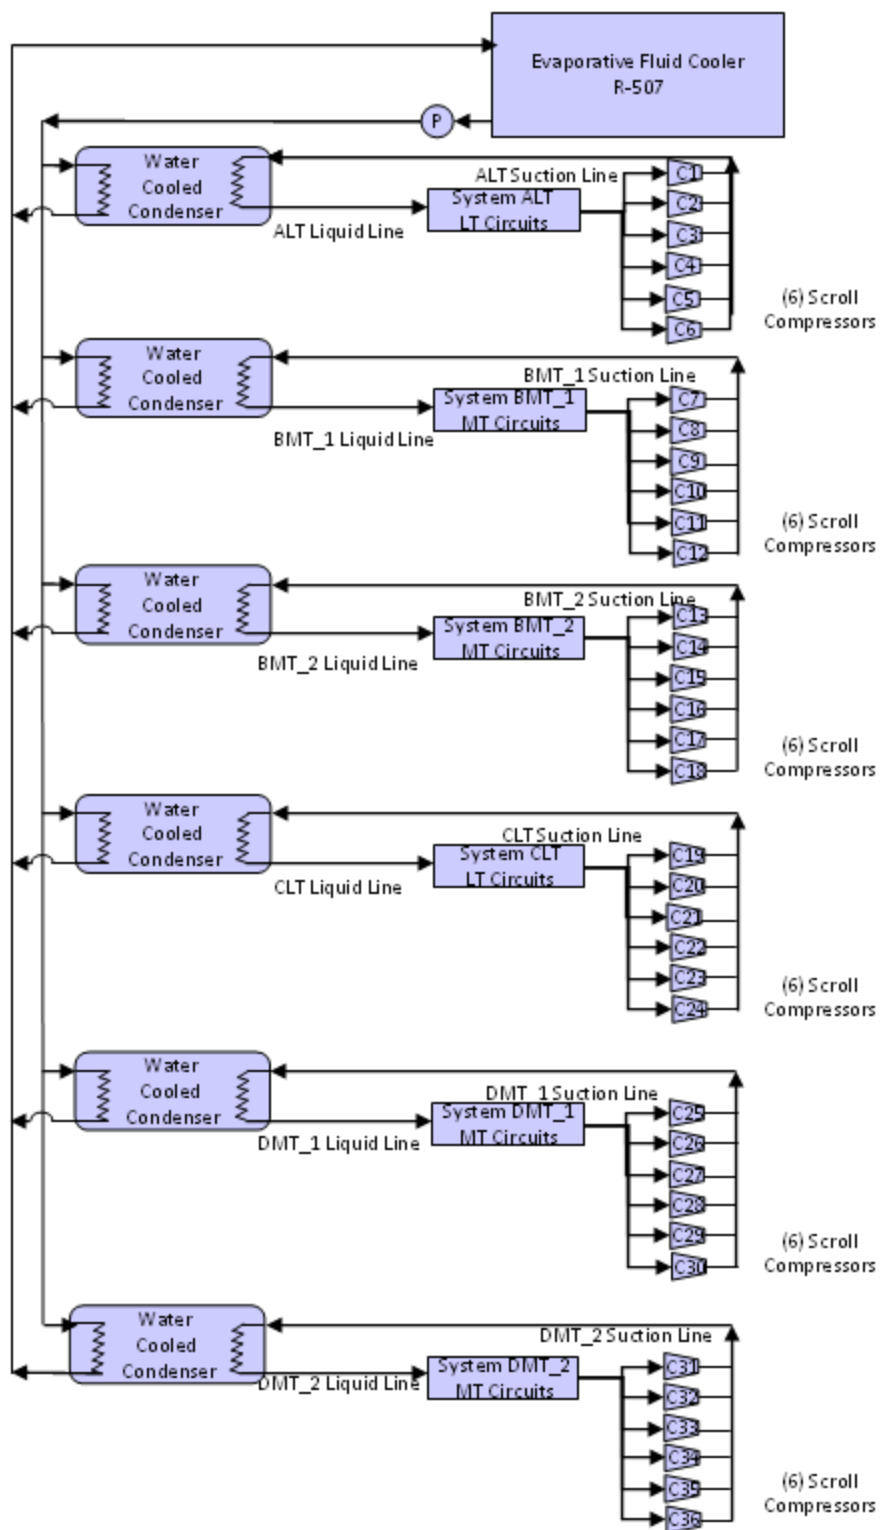 Evaporative Fluid Cooler
R-507
P
Water
Cooled
Condenser
ALT Suction Line
System ALT
LT Circuits
ALT Liquid Line
C1
C2
C3
C4
C5
C6
(6) Scroll
Compressors
Water
Cooled
Condenser
BMT_1 Suction Line
System BMT_1
MT Circuits
BMT_1 Liquid Line
C7
C8
C9
C10
C11
C12
(6) Scroll
Compressors
Water
Cooled
Condenser
BMT_2 Suction Line
System BMT_2
MT Circuits
BMT_2 Liquid Line
C13
C14
C15
C16
C17
C18
(6) Scroll
Compressors
Water
Cooled
Condenser
CLT Suction Line
System CLT
LT Circuits
CLT Liquid Line
C19
C20
C21
C22
C23
C24
(6) Scroll
Compressors
Water
Cooled
Condenser
DMT_1 Suction Line
System DMT_1
MT Circuits
DMT_1 Liquid Line
C25
C26
C27
C28
C29
C30
(6) Scroll
Compressors
Water
Cooled
Condenser
DMT_2 Suction Line
System DMT_2
MT Circuits
DMT_2 Liquid Line
C31
C32
C33
C34
C35
C36
(6) Scroll
Compressors